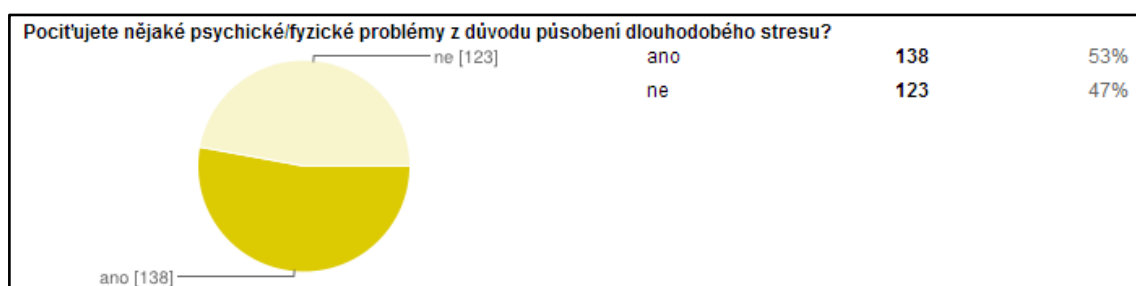 Pociťujete nějaké psychické/fyzické problémy z důvodu působení dlouhodobého stresu?
ne [123]
ano 138 53%
ne 123 47%
ano [138]